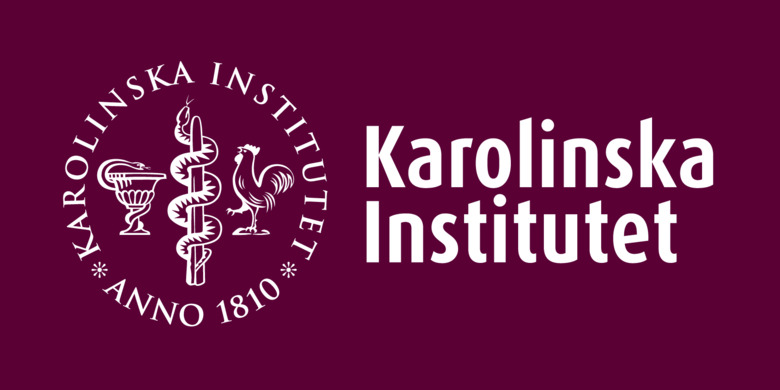 KAROLINSKA INSTITUTET
ANNO 1810
Karolinska
Institutet